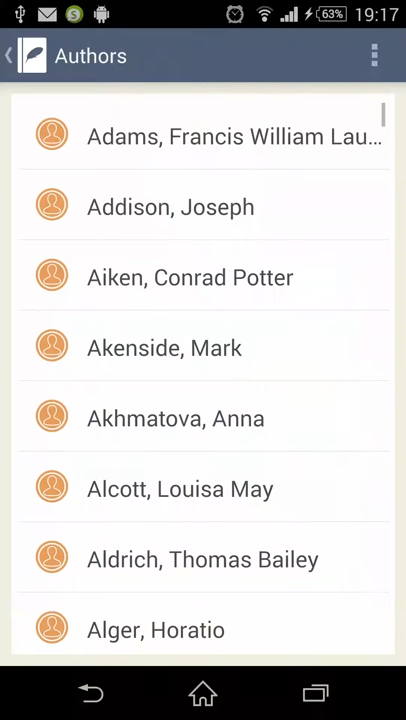 63% 19:17
Authors
Adams, Francis William Lau...
Addison, Joseph
Aiken, Conrad Potter
Akenside, Mark
Akhmatova, Anna
Alcott, Louisa May
Aldrich, Thomas Bailey
Alger, Horatio